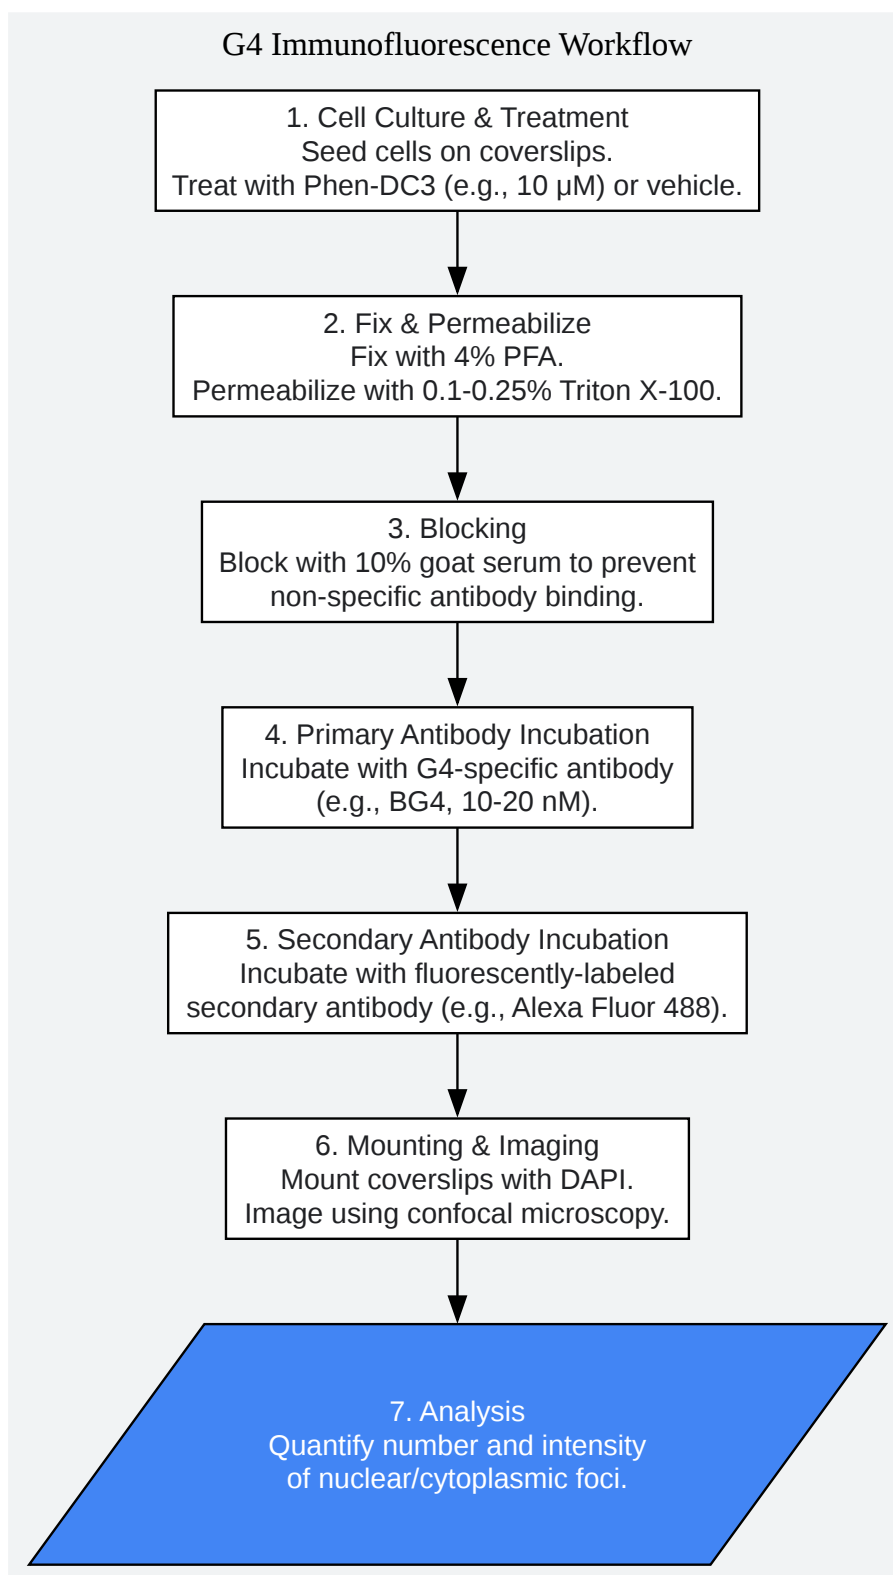 G4 Immunofluorescence Workflow
1. Cell Culture & Treatment
Seed cells on coverslips.
Treat with Phen-DC3 (e.g., 10 μM) or vehicle.
2. Fix & Permeabilize
Fix with 4% PFA.
Permeabilize with 0.1-0.25% Triton X-100.
3. Blocking
Block with 10% goat serum to prevent
non-specific antibody binding.
4. Primary Antibody Incubation
Incubate with G4-specific antibody
(e.g., BG4, 10-20 nM).
5. Secondary Antibody Incubation
Incubate with fluorescently-labeled
secondary antibody (e.g., Alexa Fluor 488).
6. Mounting & Imaging
Mount coverslips with DAPI.
Image using confocal microscopy.
7. Analysis
Quantify number and intensity
of nuclear/cytoplasmic foci.